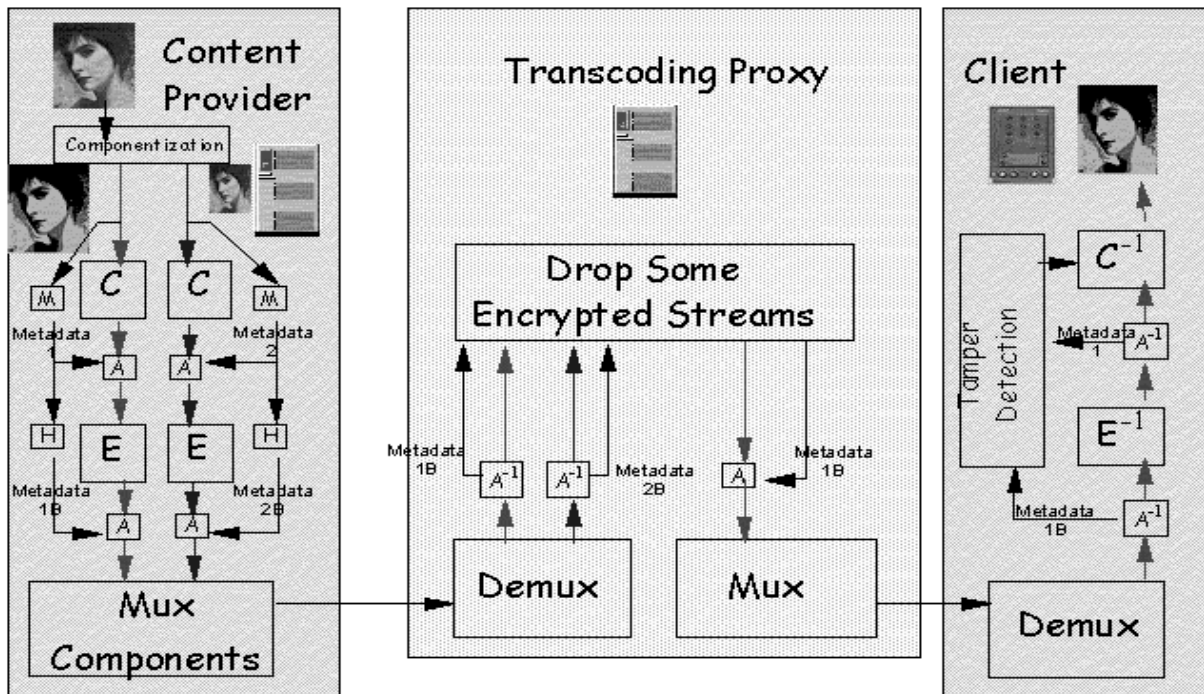 Content
Provider
Componentization
C
C
M
M
Metadata
1
Metadata
2
A
A
H
H
E
E
Metadata
1B
Metadata
2B
A
A
Mux
Components
Transcoding Proxy
Drop Some
Encrypted Streams
Metadata
1B
A-1
A-1
Metadata
2B
A
Metadata
1B
Demux
Mux
Client
C-1
Tamper
Detection
Metadata
1
A-1
E-1
Metadata
1B
A-1
Demux